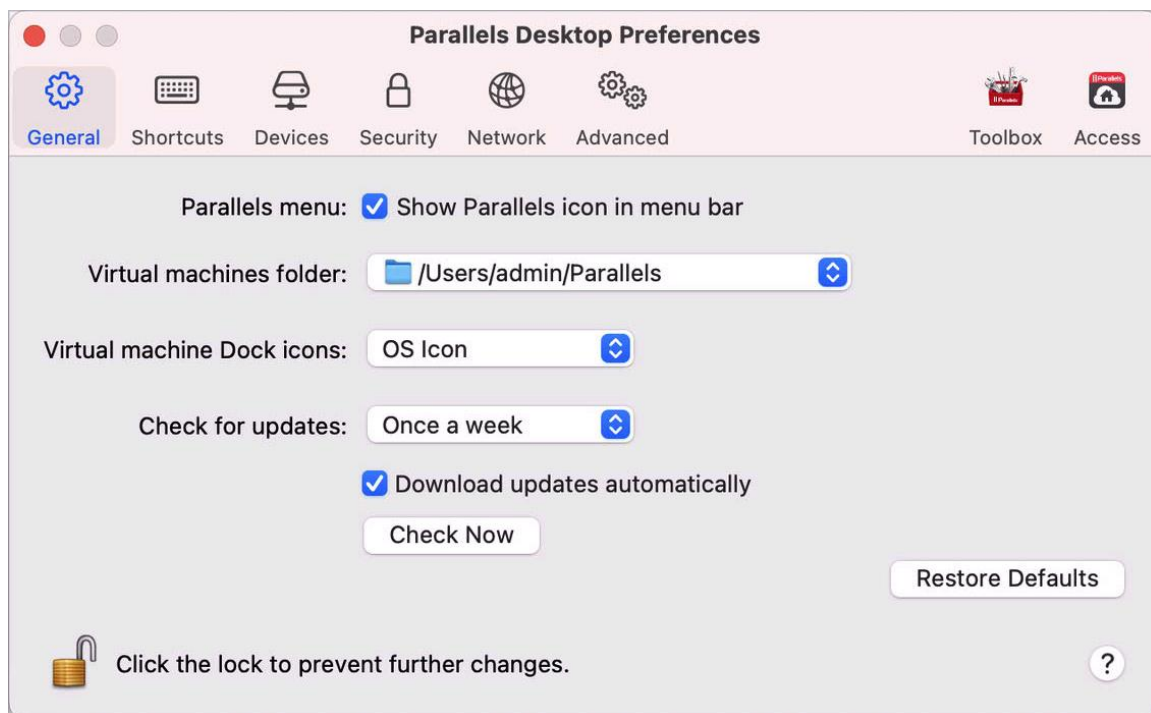 Parallels Desktop Preferences
General Shortcuts Devices Security Network Advanced Toolbox Access
Parallels menu: Show Parallels icon in menu bar
Virtual machines folder: /Users/admin/Parallels
Virtual machine Dock icons: OS Icon
Check for updates: Once a week
Download updates automatically
Check Now
Restore Defaults
Click the lock to prevent further changes. ?